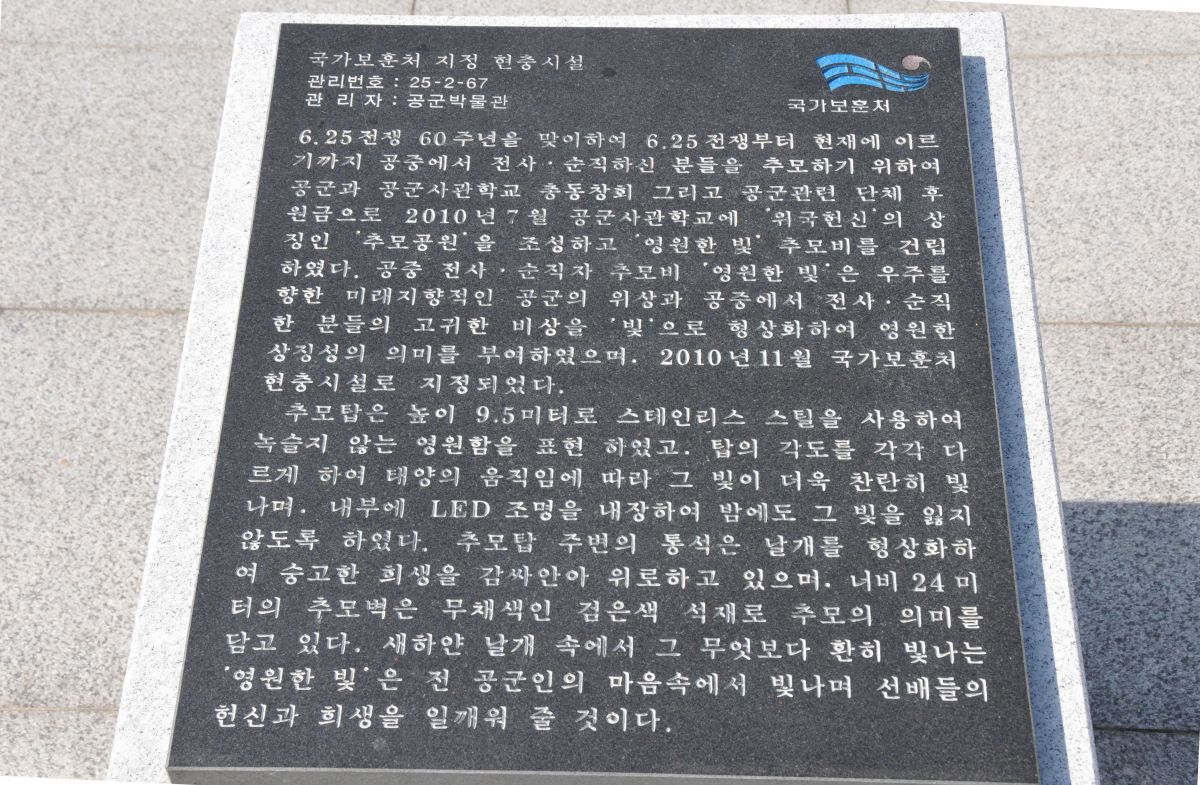 국가보훈처 지정 현충시설
관리번호 : 25-2-67
관 리 자 : 공군박물관
국가보훈처
6.25전쟁 60주년을 맞이하여 6.25전쟁부터 현재에 이르
기까지 공중에서 전사·순직하신 분들을 추모하기 위하여
공군과 공군사관학교 총동창회 그리고 공군관련 단체 후
원금으로 2010년 7월 공군사관학교에 '위국헌신'의 상
징인 '추모공원'을 조성하고 '영원한 빛' 추모비를 건립
하였다. 공중 전사·순직자 추모비 '영원한 빛'은 우주를
향한 미래지향적인 공군의 위상과 공중에서 전사·순직
한 분들의 고귀한 비상을 '빛'으로 형상화하여 영원한
상징성의 의미를 부여하였으며. 2010년 11월 국가보훈처
현충시설로 지정되었다.
추모탑은 높이 9.5미터로 스테인리스 스틸을 사용하여
녹슬지 않는 영원함을 표현 하였고. 탑의 각도를 각각 다
르게 하여 태양의 움직임에 따라 그 빛이 더욱 찬란히 빛
나며. 내부에 LED 조명을 내장하여 밤에도 그 빛을 잃지
않도록 하였다. 추모탑 주변의 통석은 날개를 형상화하
여 숭고한 희생을 감싸안아 위로하고 있으며. 너비 24미
터의 추모벽은 무채색인 검은색 석재로 추모의 의미를
담고 있다. 새하얀 날개 속에서 그 무엇보다 환히 빛나는
'영원한 빛'은 전 공군인의 마음속에서 빛나며 선배들의
헌신과 희생을 일깨워 줄 것이다.